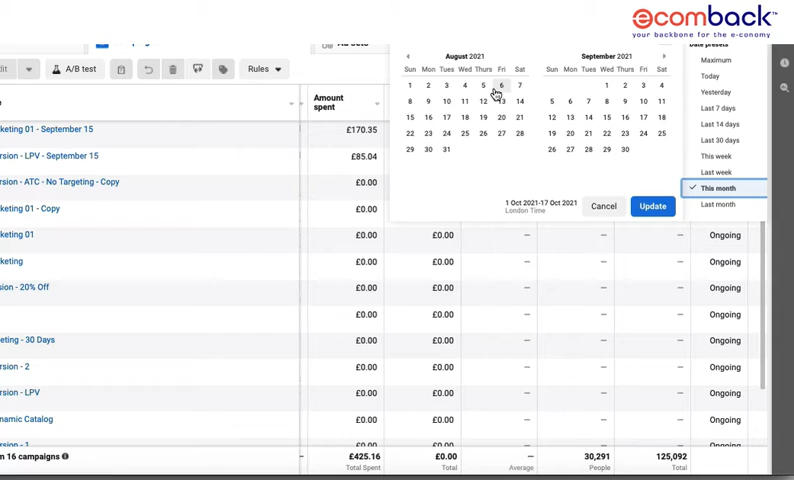 ecomback™
your backbone for the e-conomy
A/B test
Rules
Amount
spent
August 2021
Sun Mon Tues Wed Thurs Fri Sat
1 2 3 4 5 6 7
8 9 10 11 12 13 14
15 16 17 18 19 20 21
22 23 24 25 26 27 28
29 30 31
September 2021
Sun Mon Tues Wed Thurs Fri Sat
1 2 3 4
5 6 7 8 9 10 11
12 13 14 15 16 17 18
19 20 21 22 23 24 25
26 27 28 29 30
1 Oct 2021-17 Oct 2021
London Time
Cancel
Update
Date presets
Maximum
Today
Yesterday
Last 7 days
Last 14 days
Last 30 days
This week
Last week
This month
Last month
keting 01 - September 15 £170.35
rsion - LPV - September 15 £85.04
rsion - ATC - No Targeting - Copy £0.00
keting 01 - Copy £0.00
keting 01 £0.00 £0.00 — — — Ongoing
keting £0.00 £0.00 — — — Ongoing
sion - 20% Off £0.00 £0.00 — — — Ongoing
£0.00 £0.00 — — — Ongoing
eting - 30 Days £0.00 £0.00 — — — Ongoing
rsion - 2 £0.00 £0.00 — — — Ongoing
rsion - LPV £0.00 £0.00 — — — Ongoing
namic Catalog £0.00 £0.00 — — — Ongoing
rsion - 1 £0.00 £0.00 — — — Ongoing
m 16 campaigns — £425.16 £0.00 — 30,291 125,092
Total Spent Total Average People Total